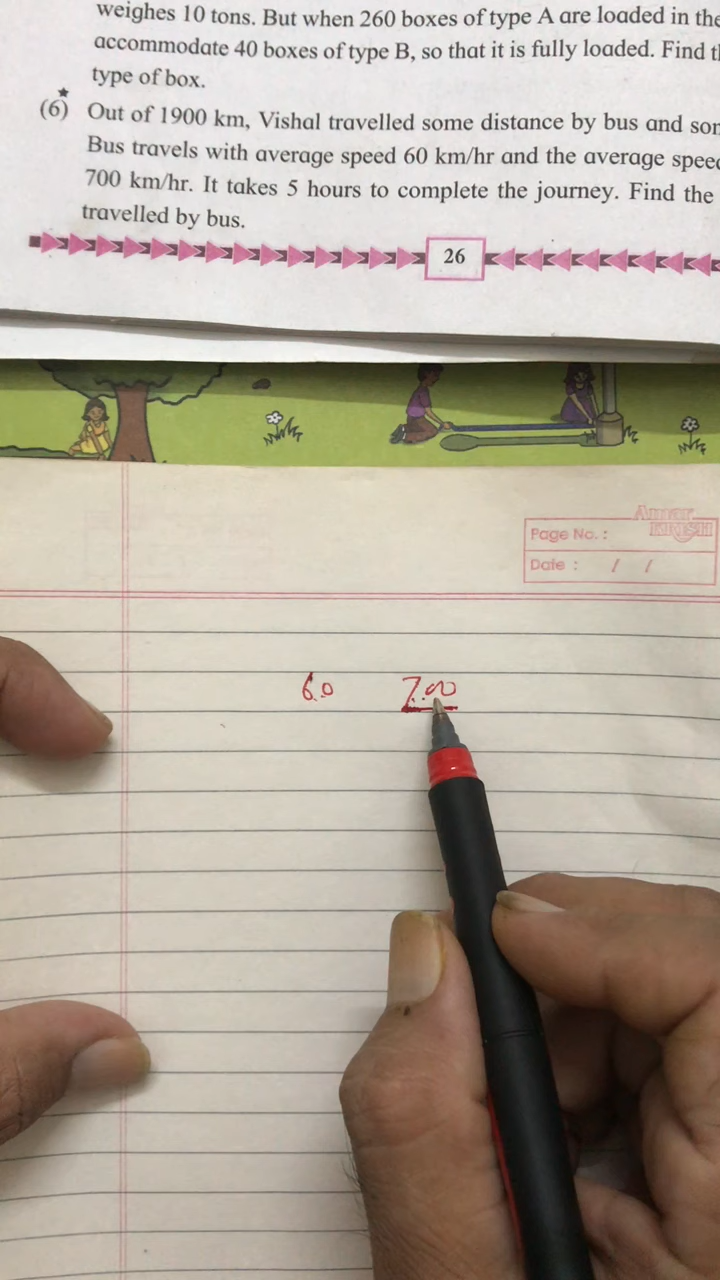 weighes 10 tons. But when 260 boxes of type A are loaded in the
accommodate 40 boxes of type B, so that it is fully loaded. Find
type of box.
(6) Out of 1900 km, Vishal travelled some distance by bus and
Bus travels with average speed 60 km/hr and the average
700 km/hr. It takes 5 hours to complete the journey. Find the
travelled by bus.
26
Page No. :
Date : / /
60 700